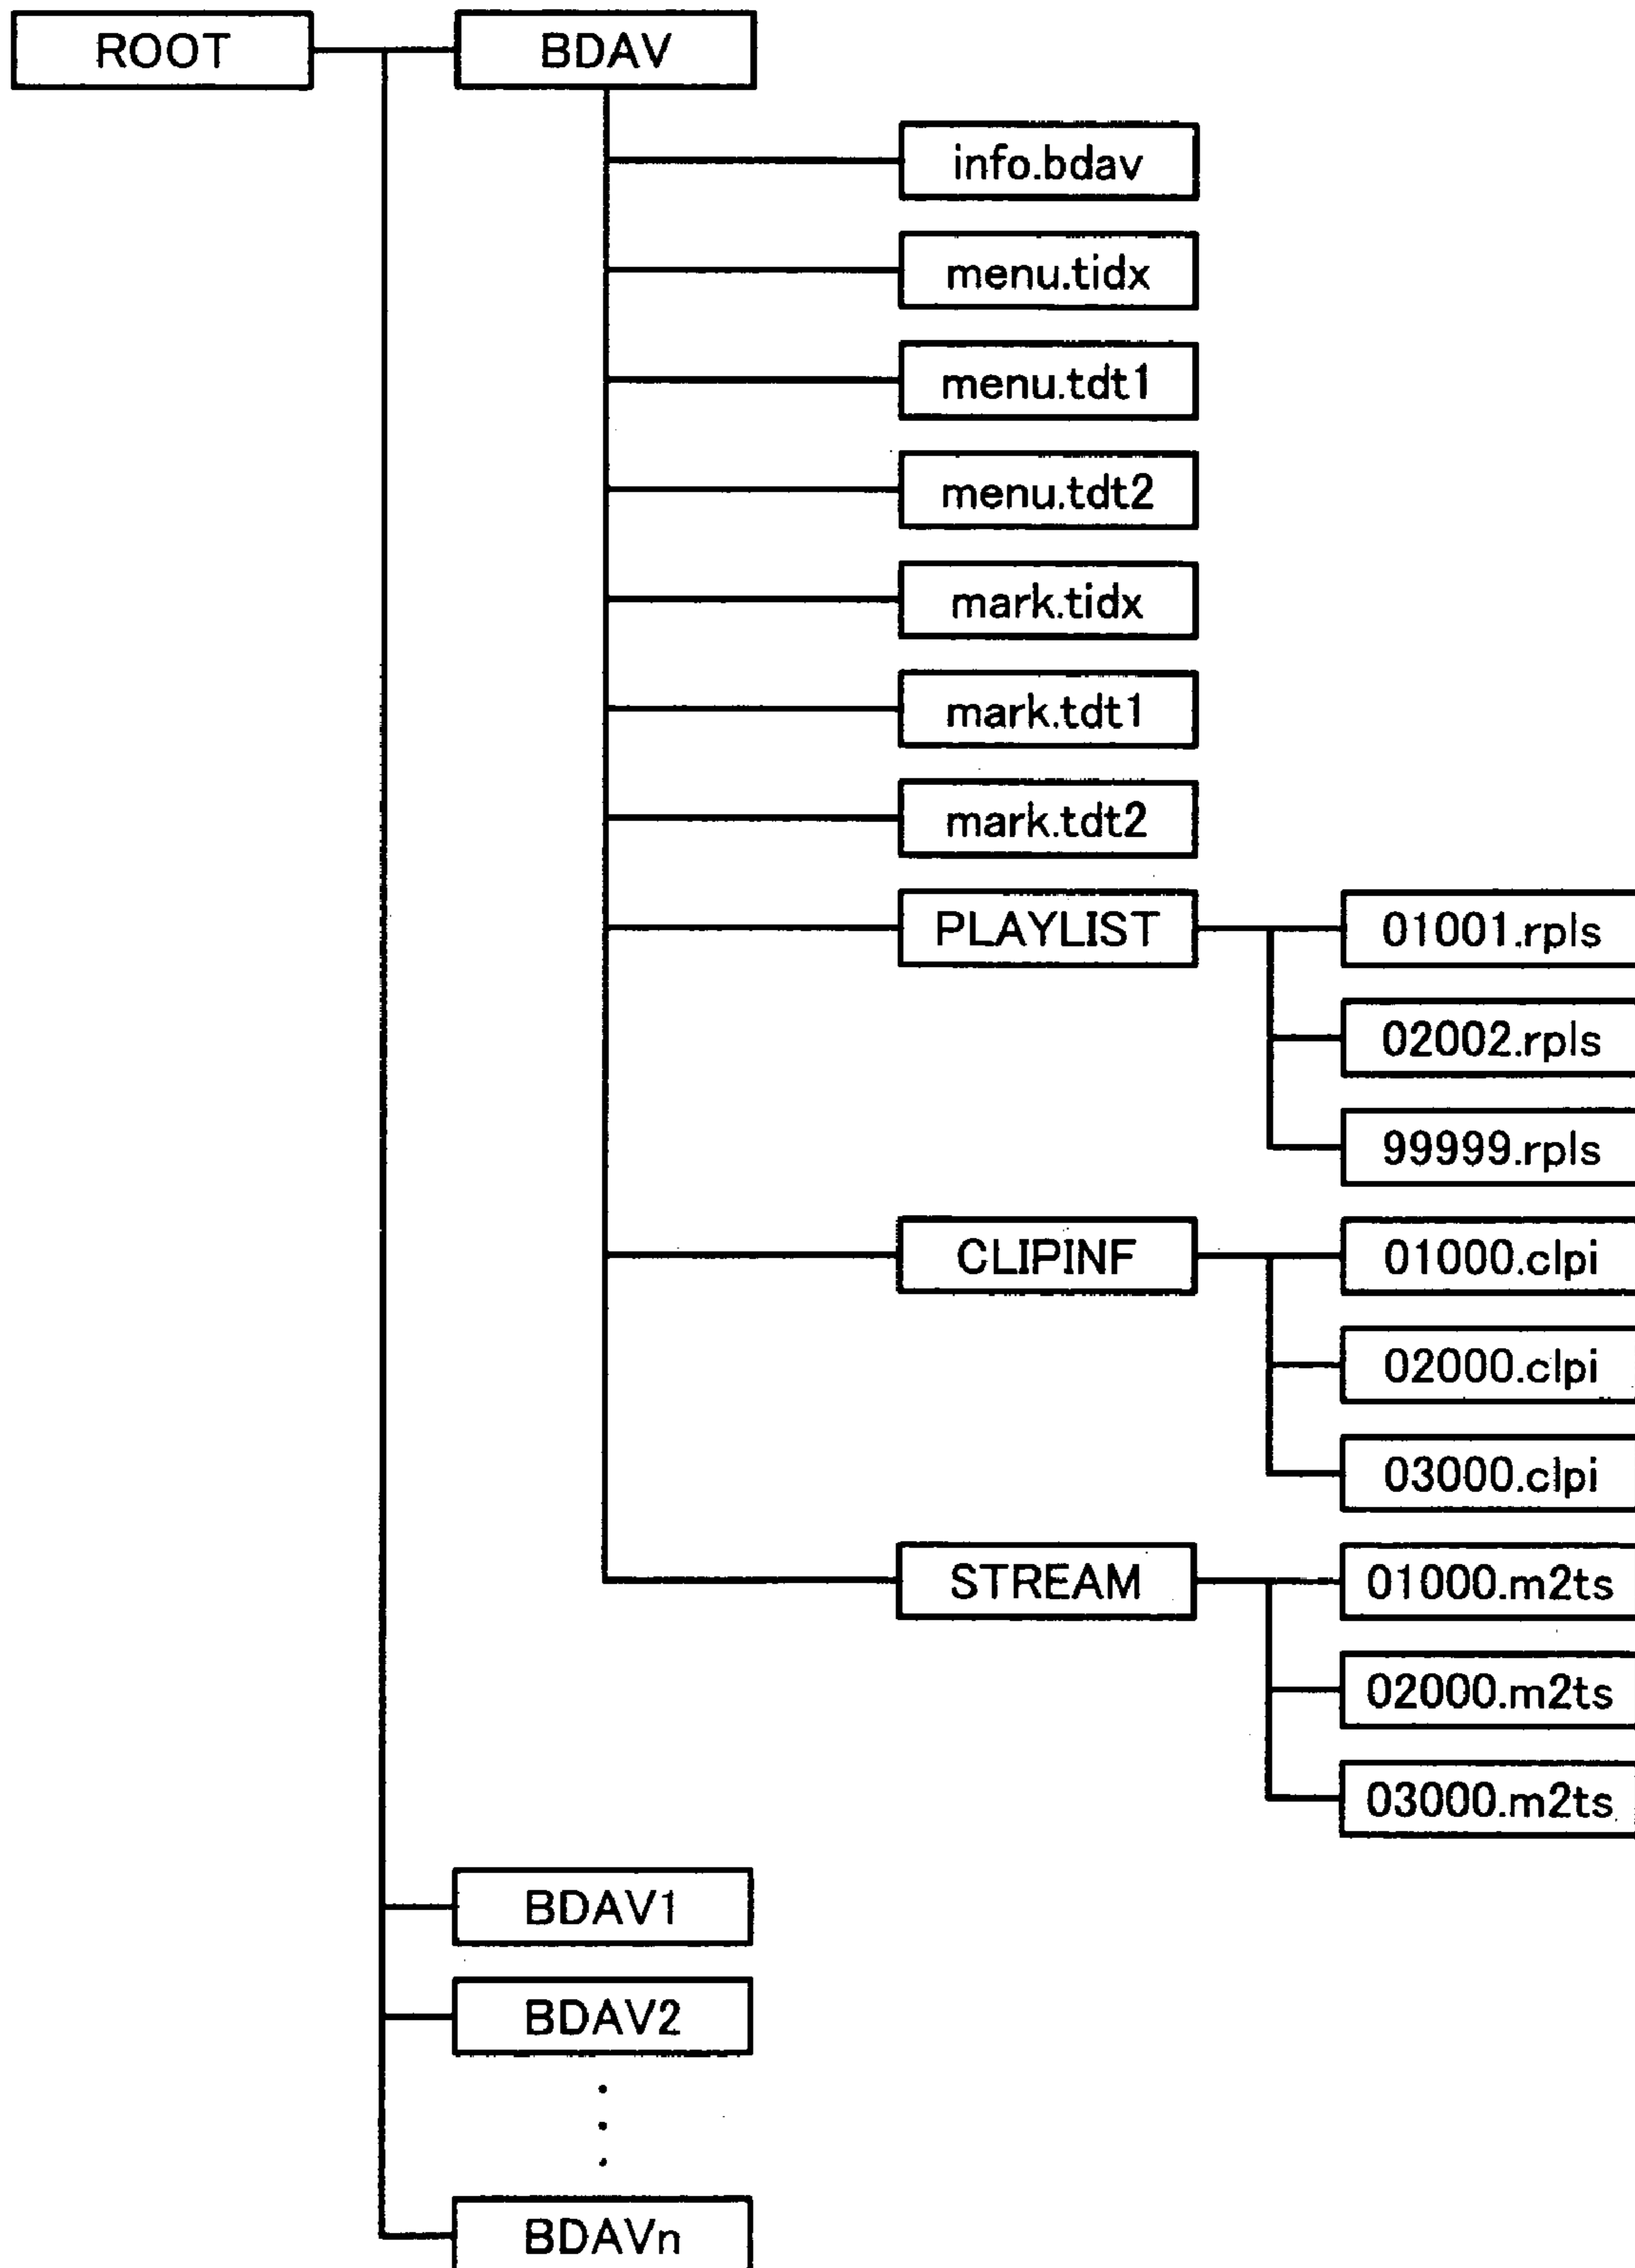 ROOT
BDAV
info.bdav
menu.tidx
menu.tdt1
menu.tdt2
mark.tidx
mark.tdt1
mark.tdt2
PLAYLIST
01001.rpls
02002.rpls
99999.rpls
CLIPINF
01000.clpi
02000.clpi
03000.clpi
STREAM
01000.m2ts
02000.m2ts
03000.m2ts
BDAV1
BDAV2
BDAVn